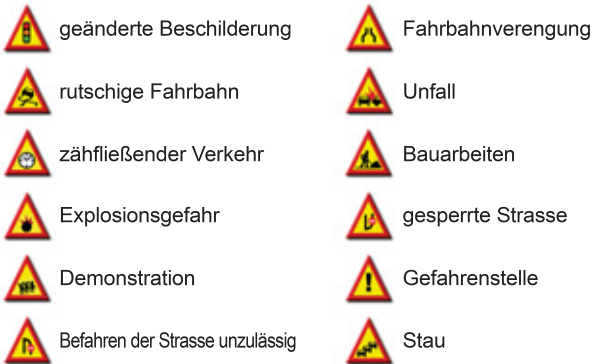 geänderte Beschilderung
rutschige Fahrbahn
zähfließender Verkehr
Explosionsgefahr
Demonstration
Befahren der Strasse unzulässig
Fahrbahnverengung
Unfall
Bauarbeiten
gesperrte Strasse
Gefahrenstelle
Stau